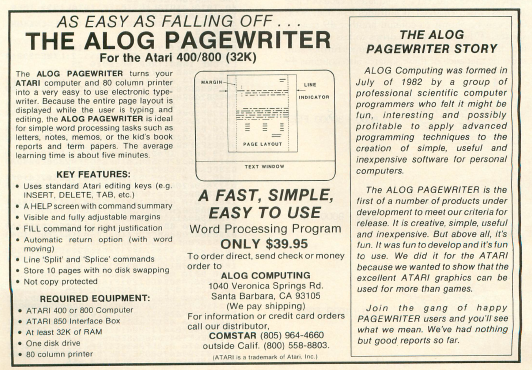 AS EASY AS FALLING OFF . . .
THE ALOG PAGEWRITER
For the Atari 400/800 (32K)
The ALOG PAGEWRITER turns your
ATARI computer and 80 column printer
into a very easy to use electronic type-
writer. Because the entire page layout is
displayed while the user is typing and
editing, the ALOG PAGEWRITER is ideal
for simple word processing tasks such as
letters, notes, memos, or the kid's book
reports and term papers. The average
learning time is about five minutes.
KEY FEATURES:
• Uses standard Atari editing keys (e.g.
INSERT, DELETE, TAB, etc.)
• A HELP screen with command summary
• Visible and fully adjustable margins
• FILL command for right justification
• Automatic return option (with word
moving)
• Line 'Split' and 'Splice' commands
• Store 10 pages with no disk swapping
• Not copy protected
REQUIRED EQUIPMENT:
• ATARI 400 or 800 Computer
• ATARI 850 Interface Box
• At least 32K of RAM
• One disk drive
• 80 column printer
MARGIN
LINE
INDICATOR
PAGE LAYOUT
TEXT WINDOW
A FAST, SIMPLE,
EASY TO USE
Word Processing Program
ONLY $39.95
To order direct, send check or money
order to
ALOG COMPUTING
1040 Veronica Springs Rd.
Santa Barbara, CA 93105
(We pay shipping)
For information or credit card orders
call our distributor,
COMSTAR (805) 964-4660
outside Calif. (800) 558-8803.
(ATARI is a trademark of Atari, Inc.)
THE ALOG
PAGEWRITER STORY
ALOG Computing was formed in
July of 1982 by a group of
professional scientific computer
programmers who felt it might be
fun, interesting and possibly
profitable to apply advanced
programming techniques to the
creation of simple, useful and
inexpensive software for personal
computers.
The ALOG PAGEWRITER is the
first of a number of products under
development to meet our criteria for
release. It is creative, simple, useful
and inexpensive. But above all, it's
fun. It was fun to develop and it's fun
to use. We did it for the ATARI
because we wanted to show that the
excellent ATARI graphics can be
used for more than games.
Join the gang of happy
PAGEWRITER users and you'll see
what we mean. We've had nothing
but good reports so far.